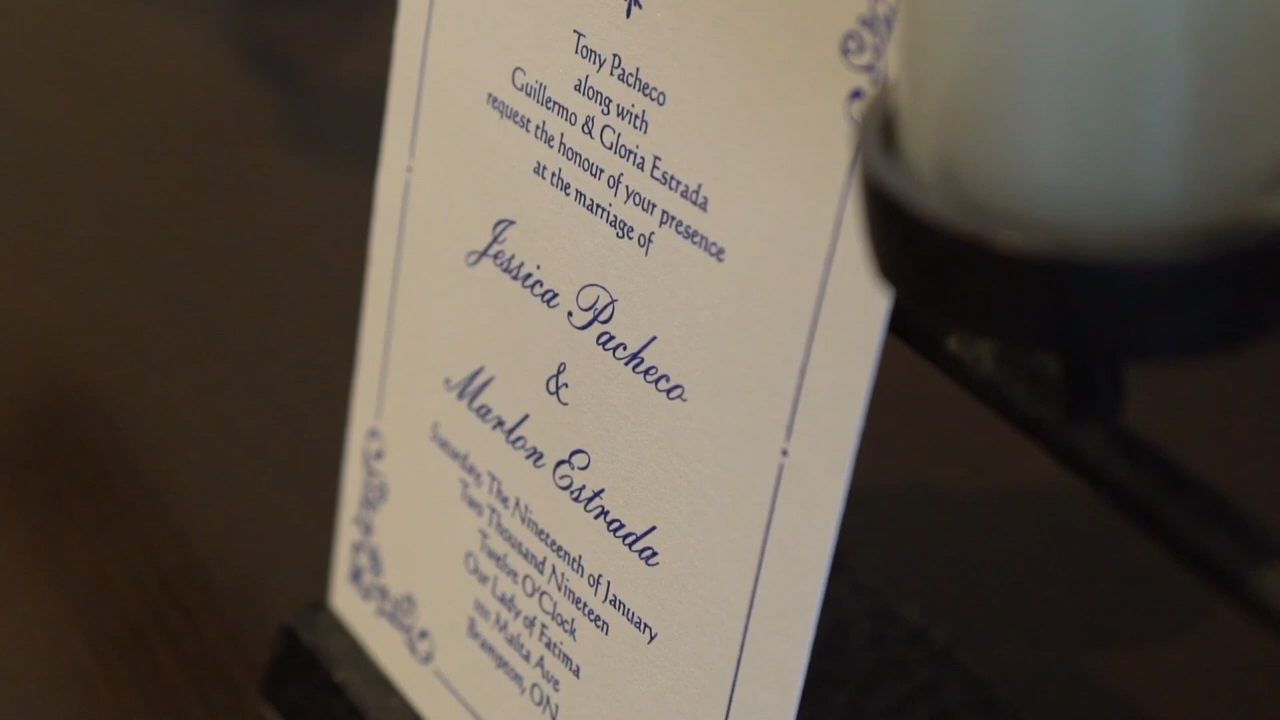 Tony Pacheco
along with
Guillermo & Gloria Estrada
request the honour of your presence
at the marriage of
Jessica Pacheco
&
Marlon Estrada
Saturday, The Nineteenth of January
Two Thousand Nineteen
Twelve O'Clock
Our Lady of Fatima
Malta Ave
Brampton, ON